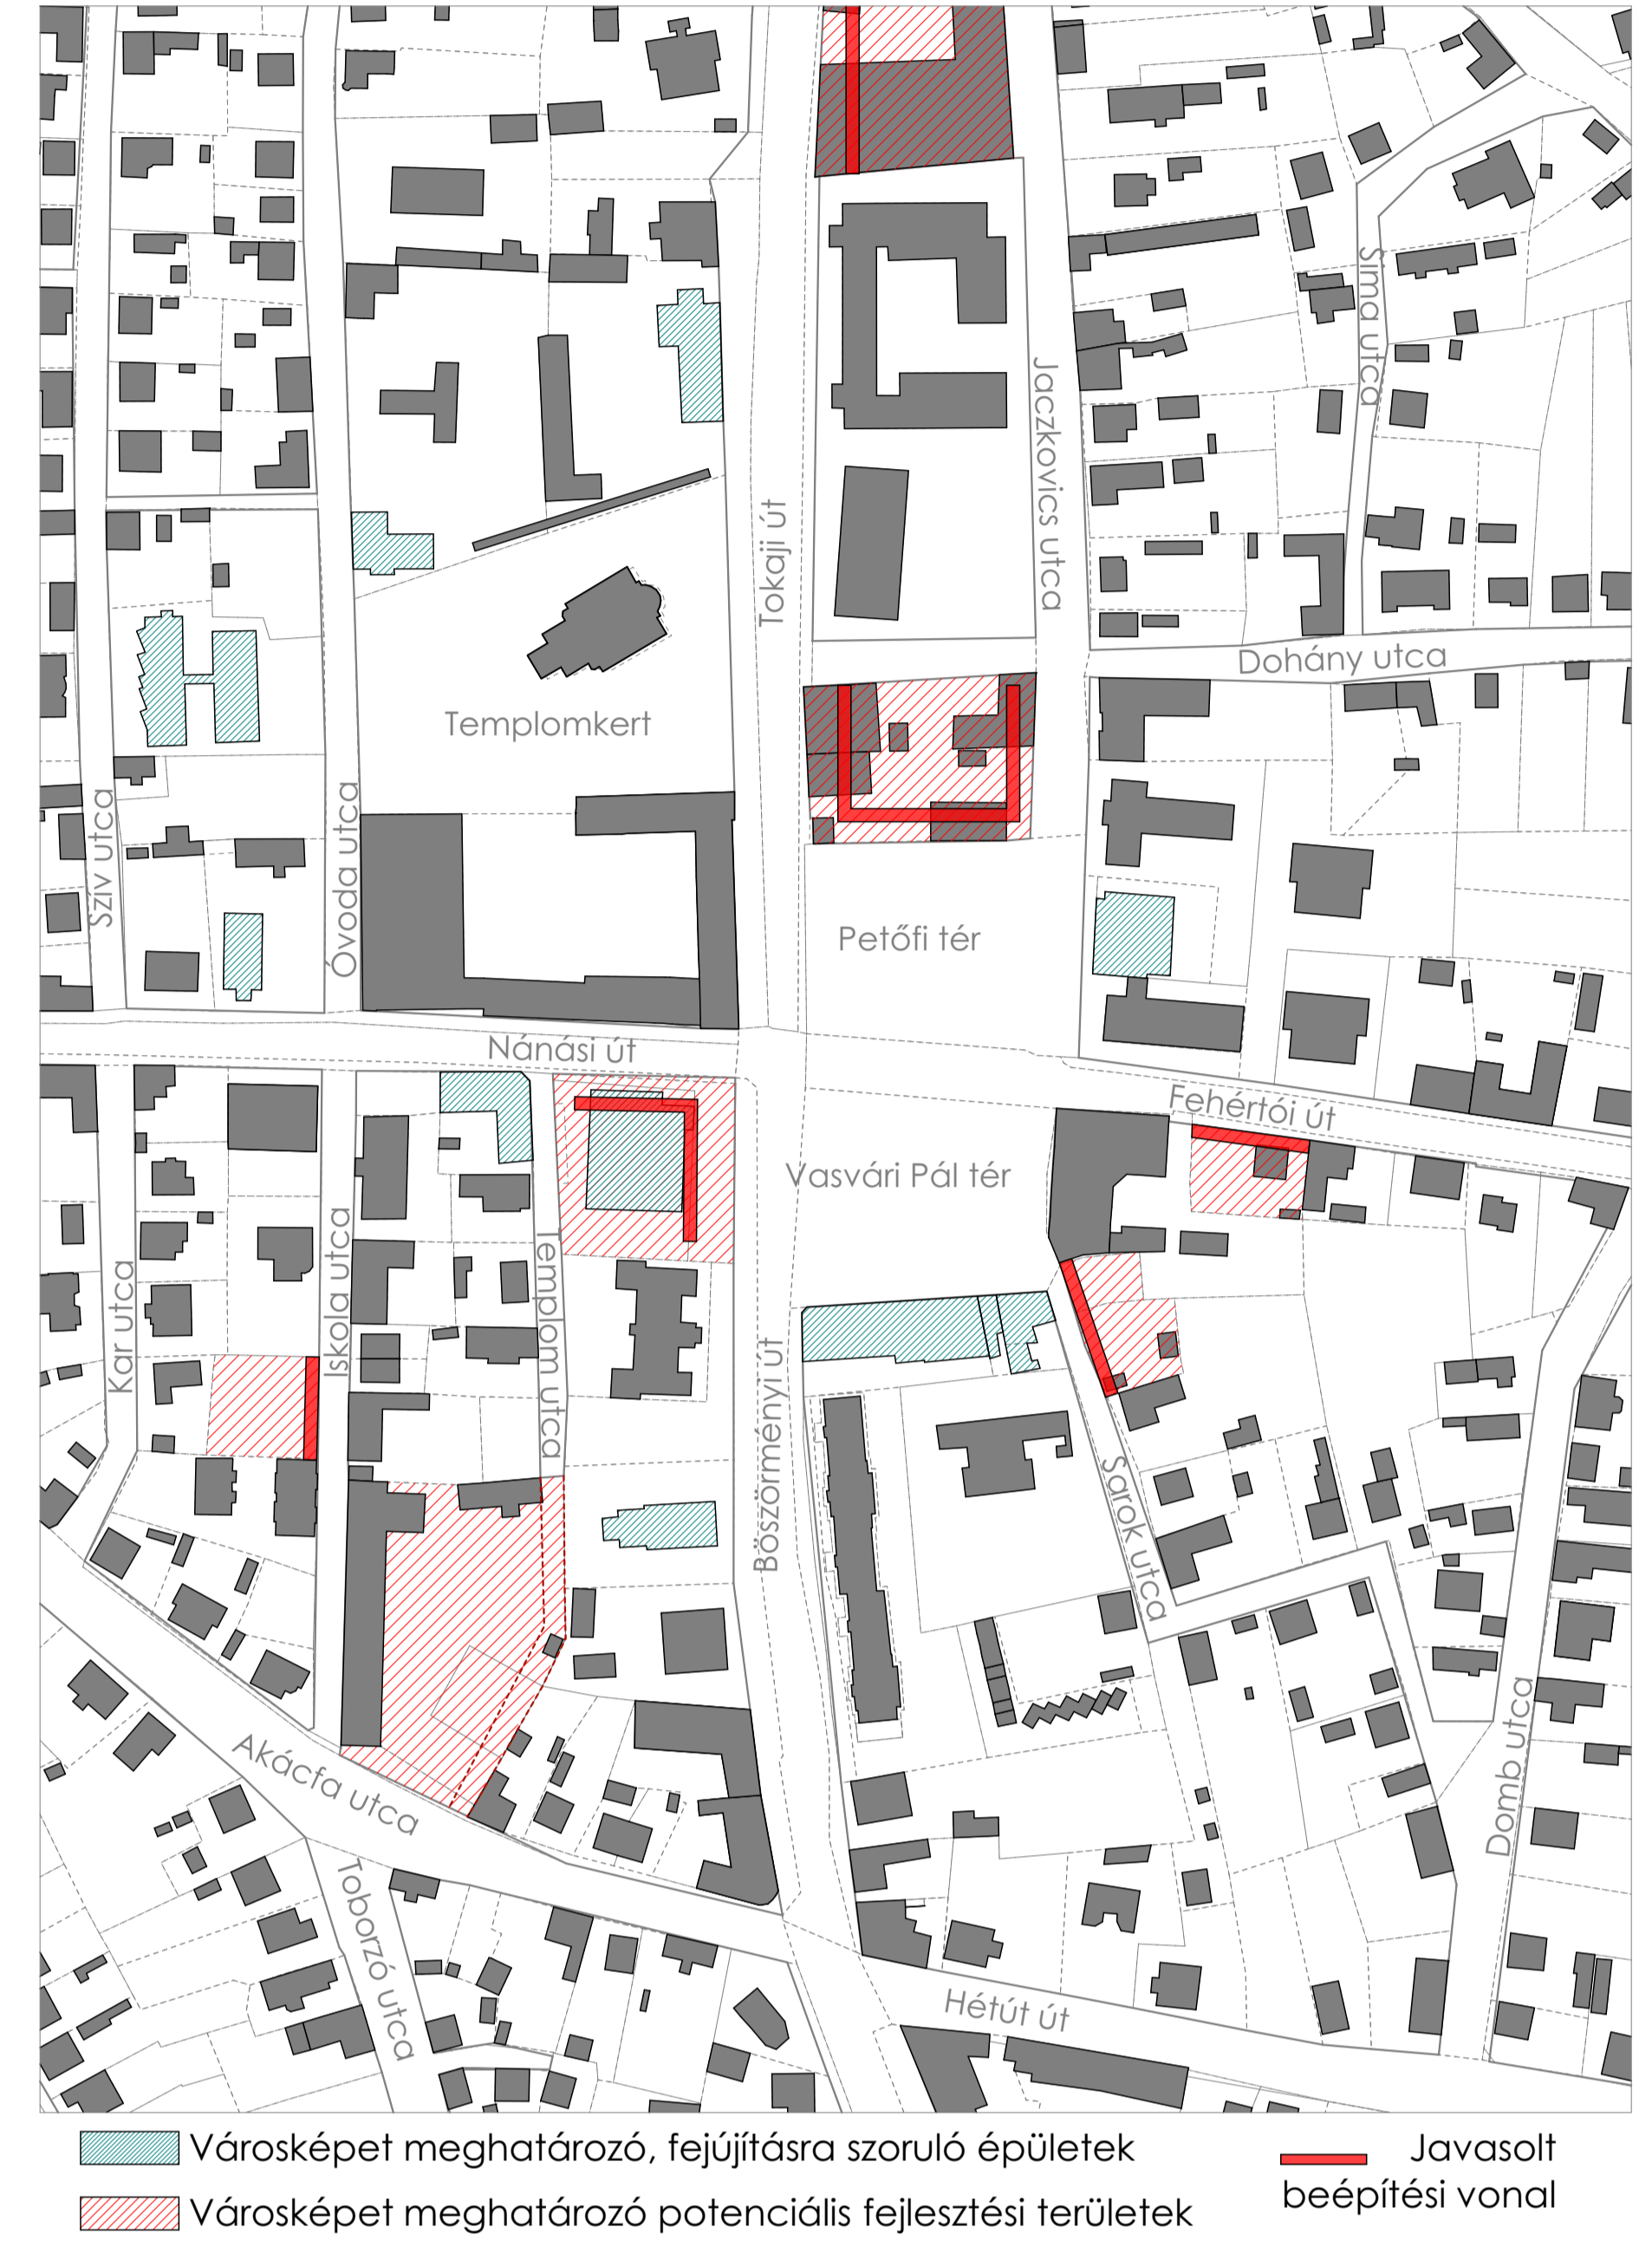 Sima utca
Jaczkovics utca
Tokaji út
Dohány utca
Templomkert
Szív utca
Óvoda utca
Petőfi tér
Nánási út
Fehértói út
Vasvári Pál tér
Kar utca
Iskola utca
Templom utca
Böszörményi út
Sarok utca
Domb utca
Akácfa utca
Toborzó utca
Hétút út
Városképet meghatározó, fejújításra szoruló épületek
Városképet meghatározó potenciális fejlesztési területek
Javasolt
beépítési vonal